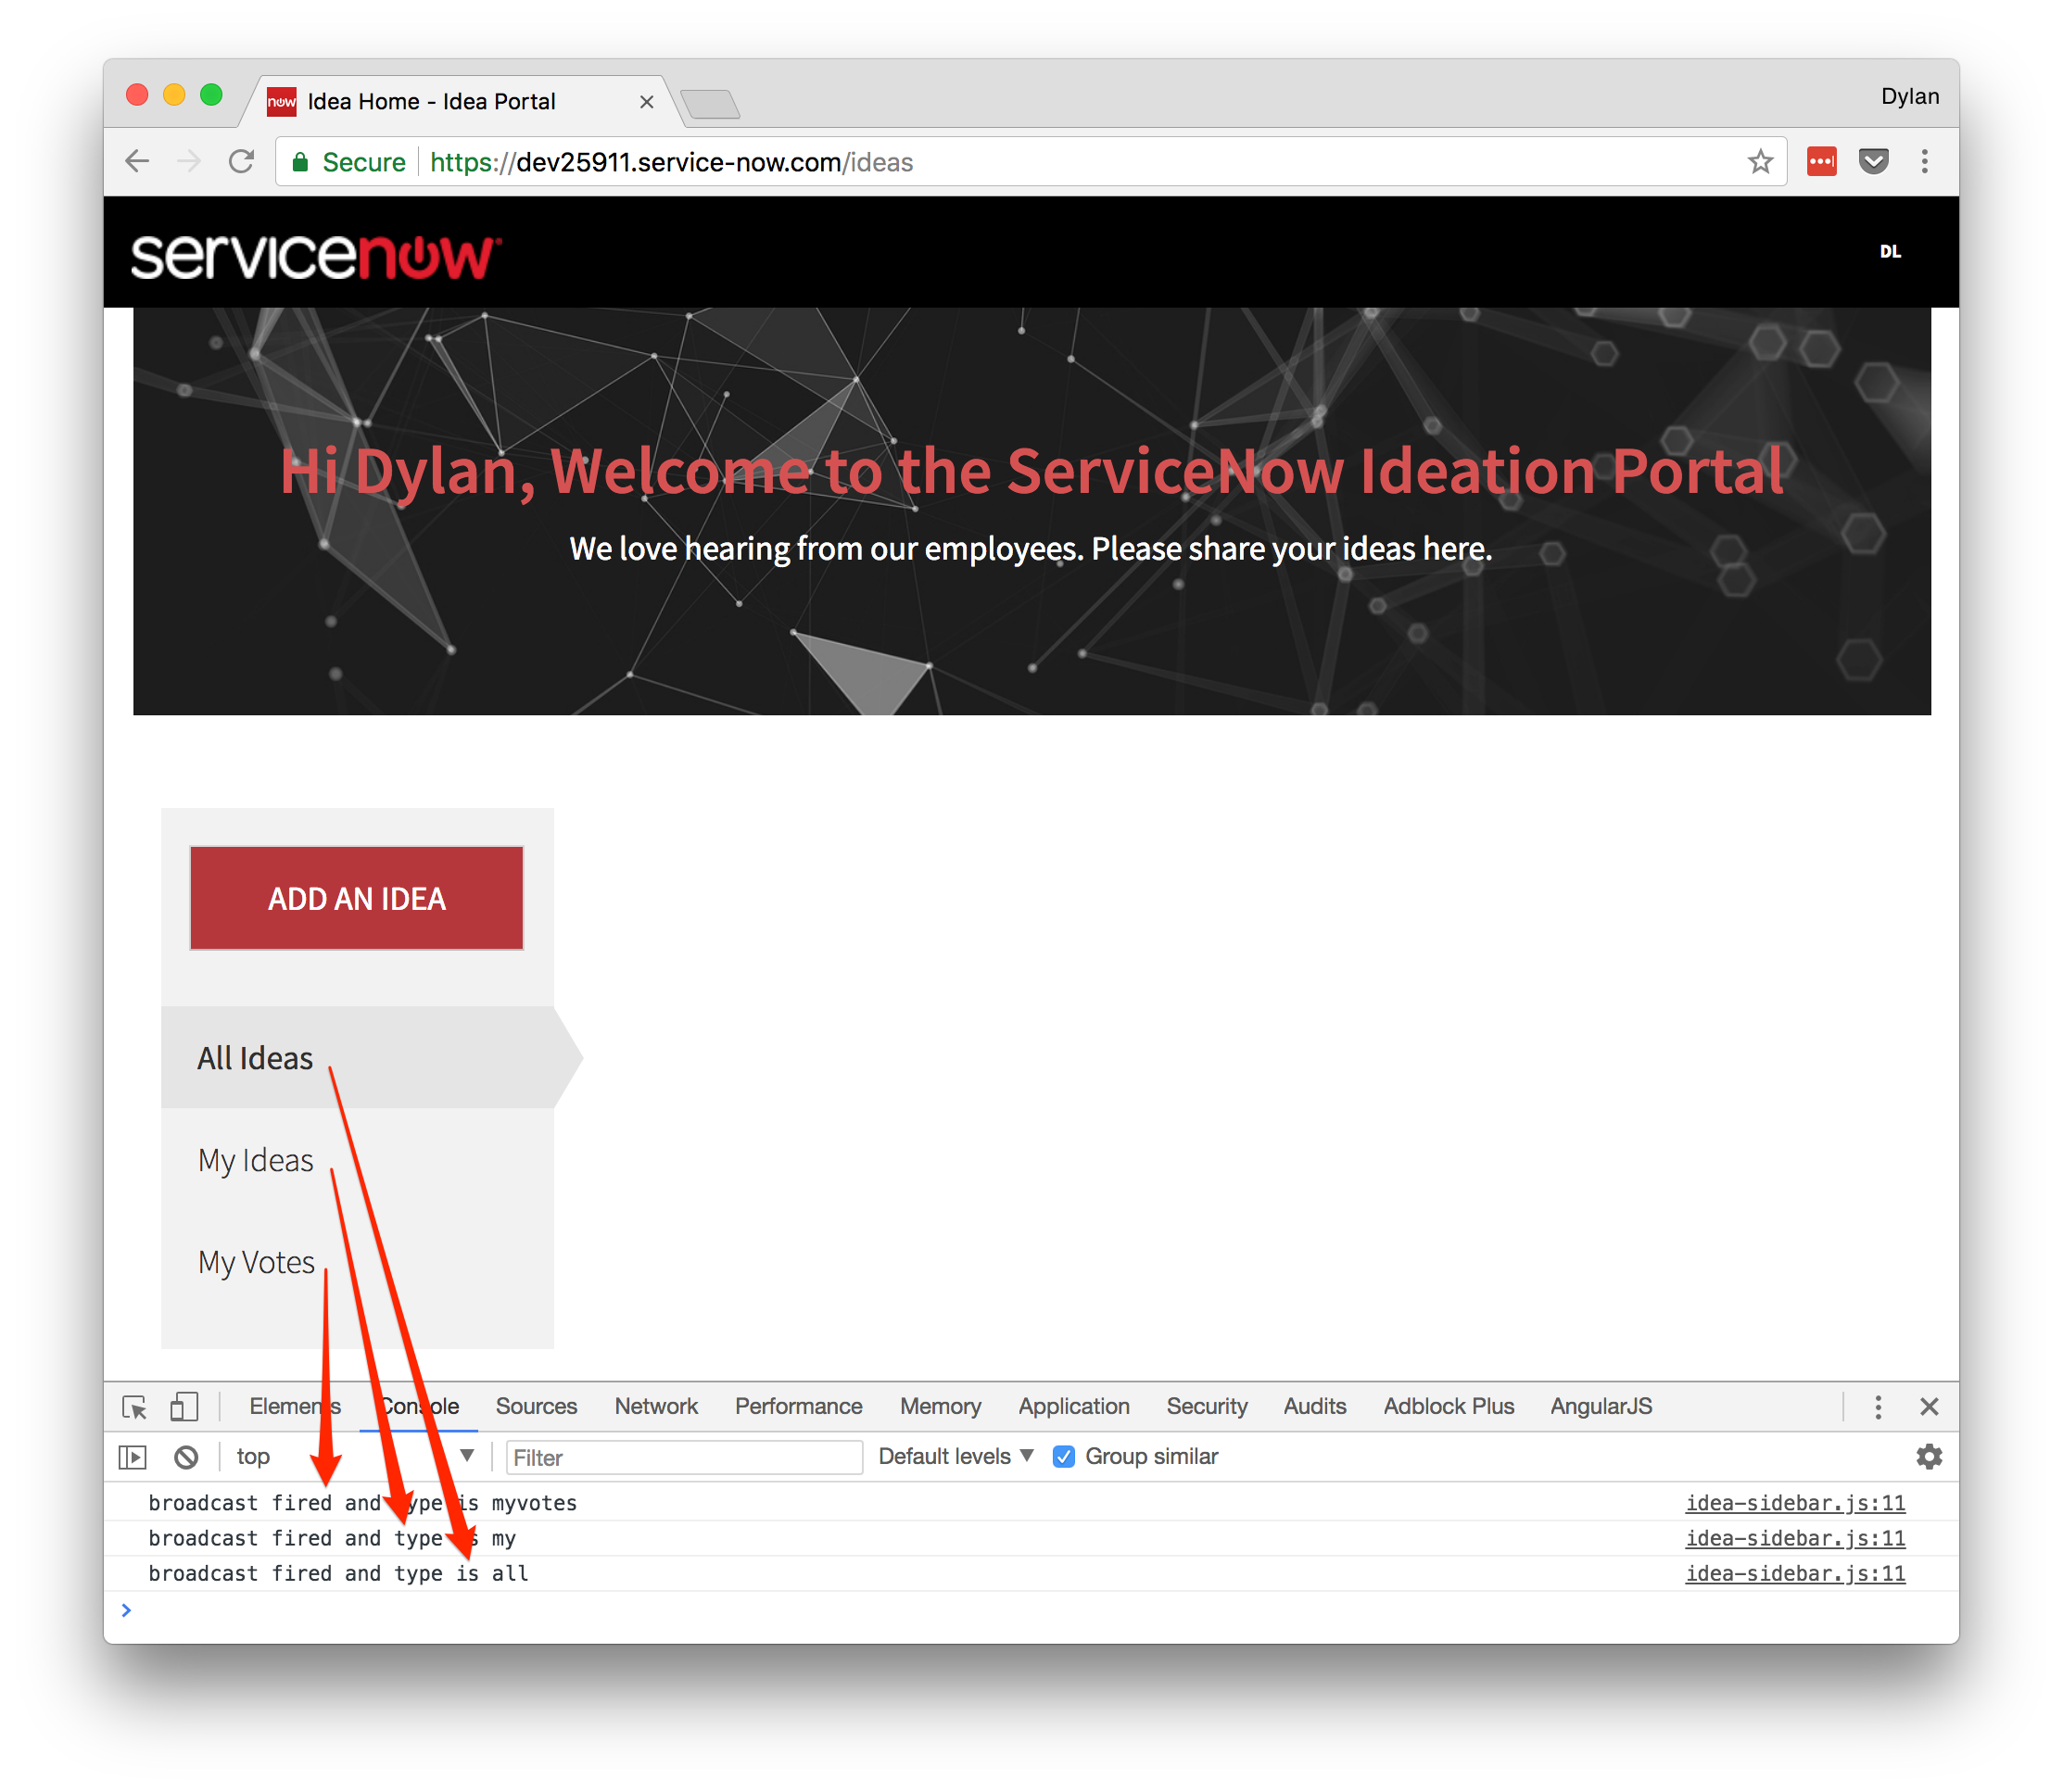 now Idea Home - Idea Portal
Dylan
Secure https://dev25911.service-now.com/ideas
servicenow
DL
Hi Dylan, Welcome to the ServiceNow Ideation Portal
We love hearing from our employees. Please share your ideas here.
ADD AN IDEA
All Ideas
My Ideas
My Votes
Elements Console Sources Network Performance Memory Application Security Audits Adblock Plus AngularJS
top Filter Default levels Group similar
broadcast fired and type is myvotes idea-sidebar.js:11
broadcast fired and type is my idea-sidebar.js:11
broadcast fired and type is all idea-sidebar.js:11